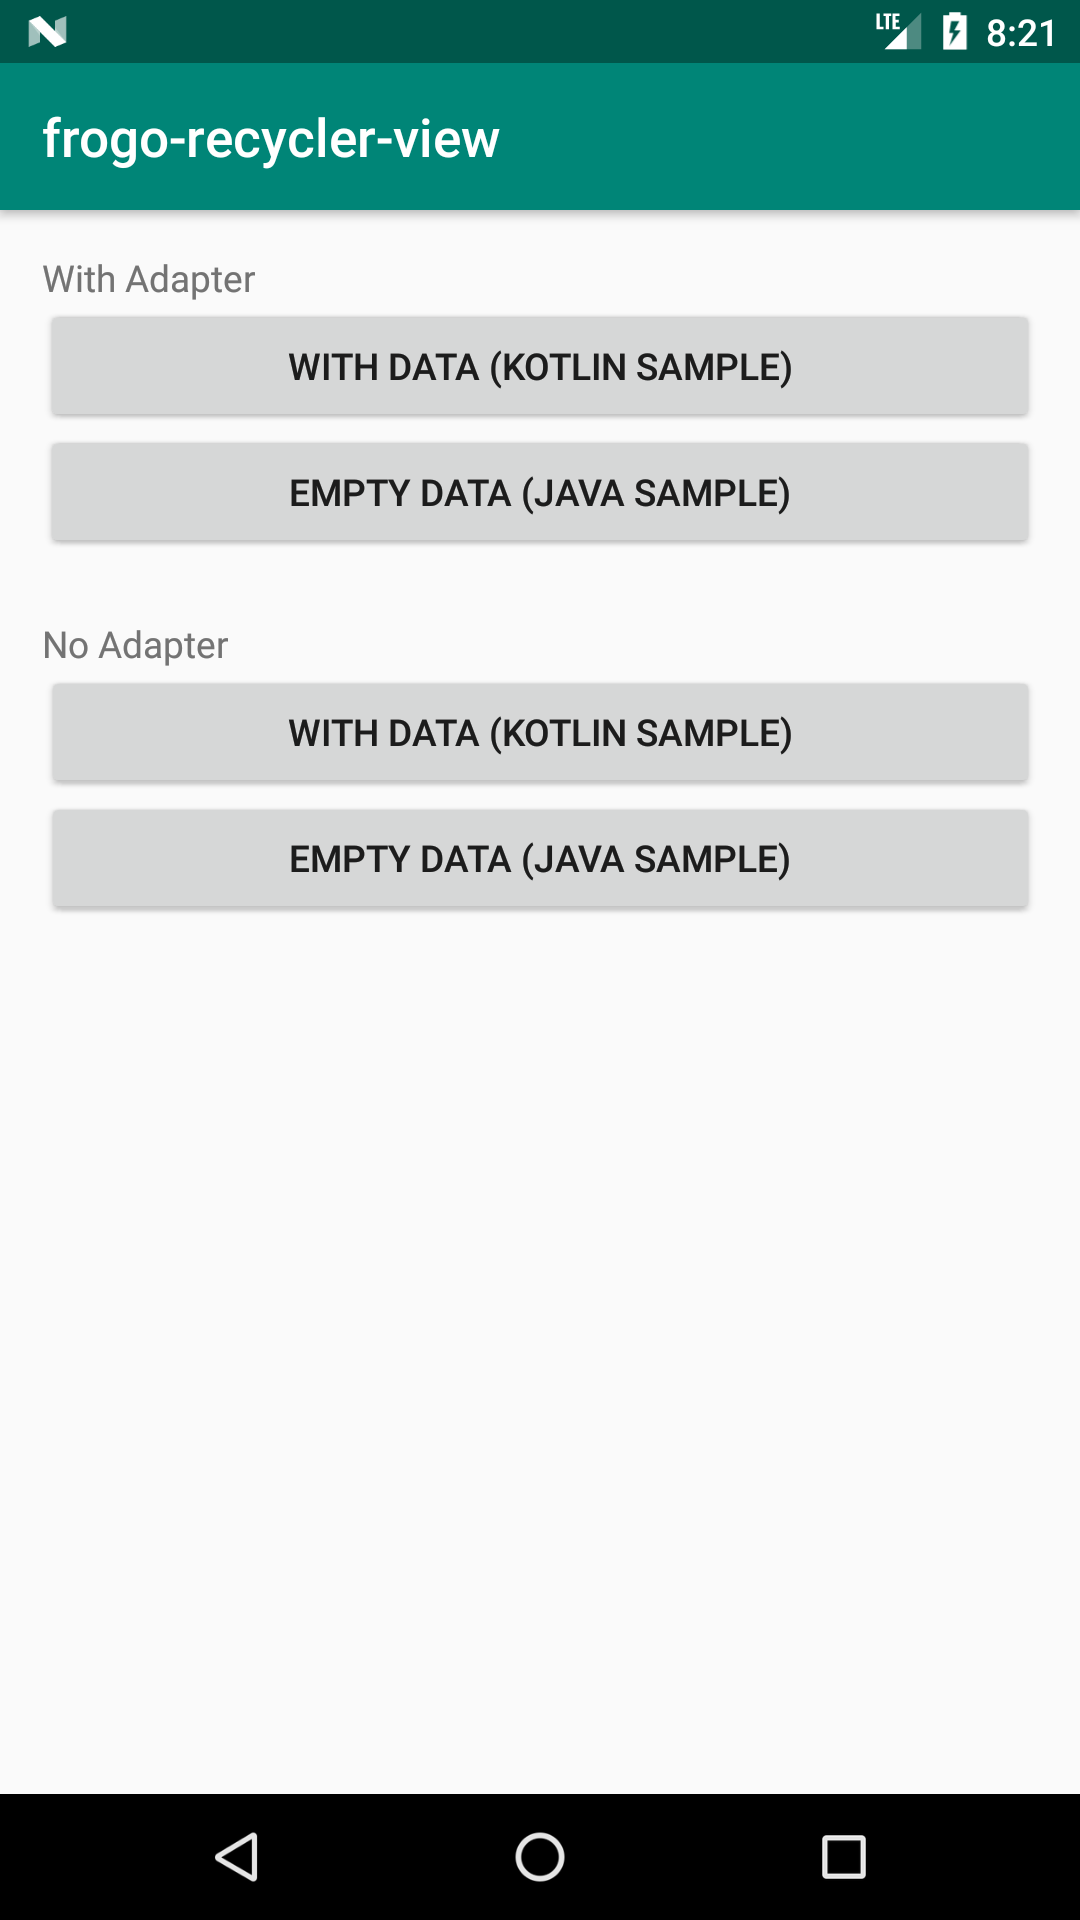 LTE 8:21
frogo-recycler-view
With Adapter
WITH DATA (KOTLIN SAMPLE)
EMPTY DATA (JAVA SAMPLE)
No Adapter
WITH DATA (KOTLIN SAMPLE)
EMPTY DATA (JAVA SAMPLE)